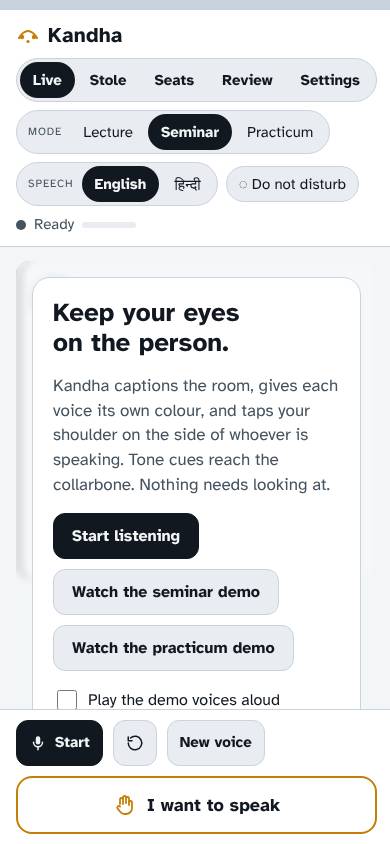 Kandha
Live Stole Seats Review Settings
MODE Lecture Seminar Practicum
SPEECH English हिन्दी Do not disturb
Ready
Keep your eyes
on the person.
Kandha captions the room, gives each
voice its own colour, and taps your
shoulder on the side of whoever is
speaking. Tone cues reach the
collarbone. Nothing needs looking at.
Start listening
Watch the seminar demo
Watch the practicum demo
Play the demo voices aloud
Start New voice
I want to speak